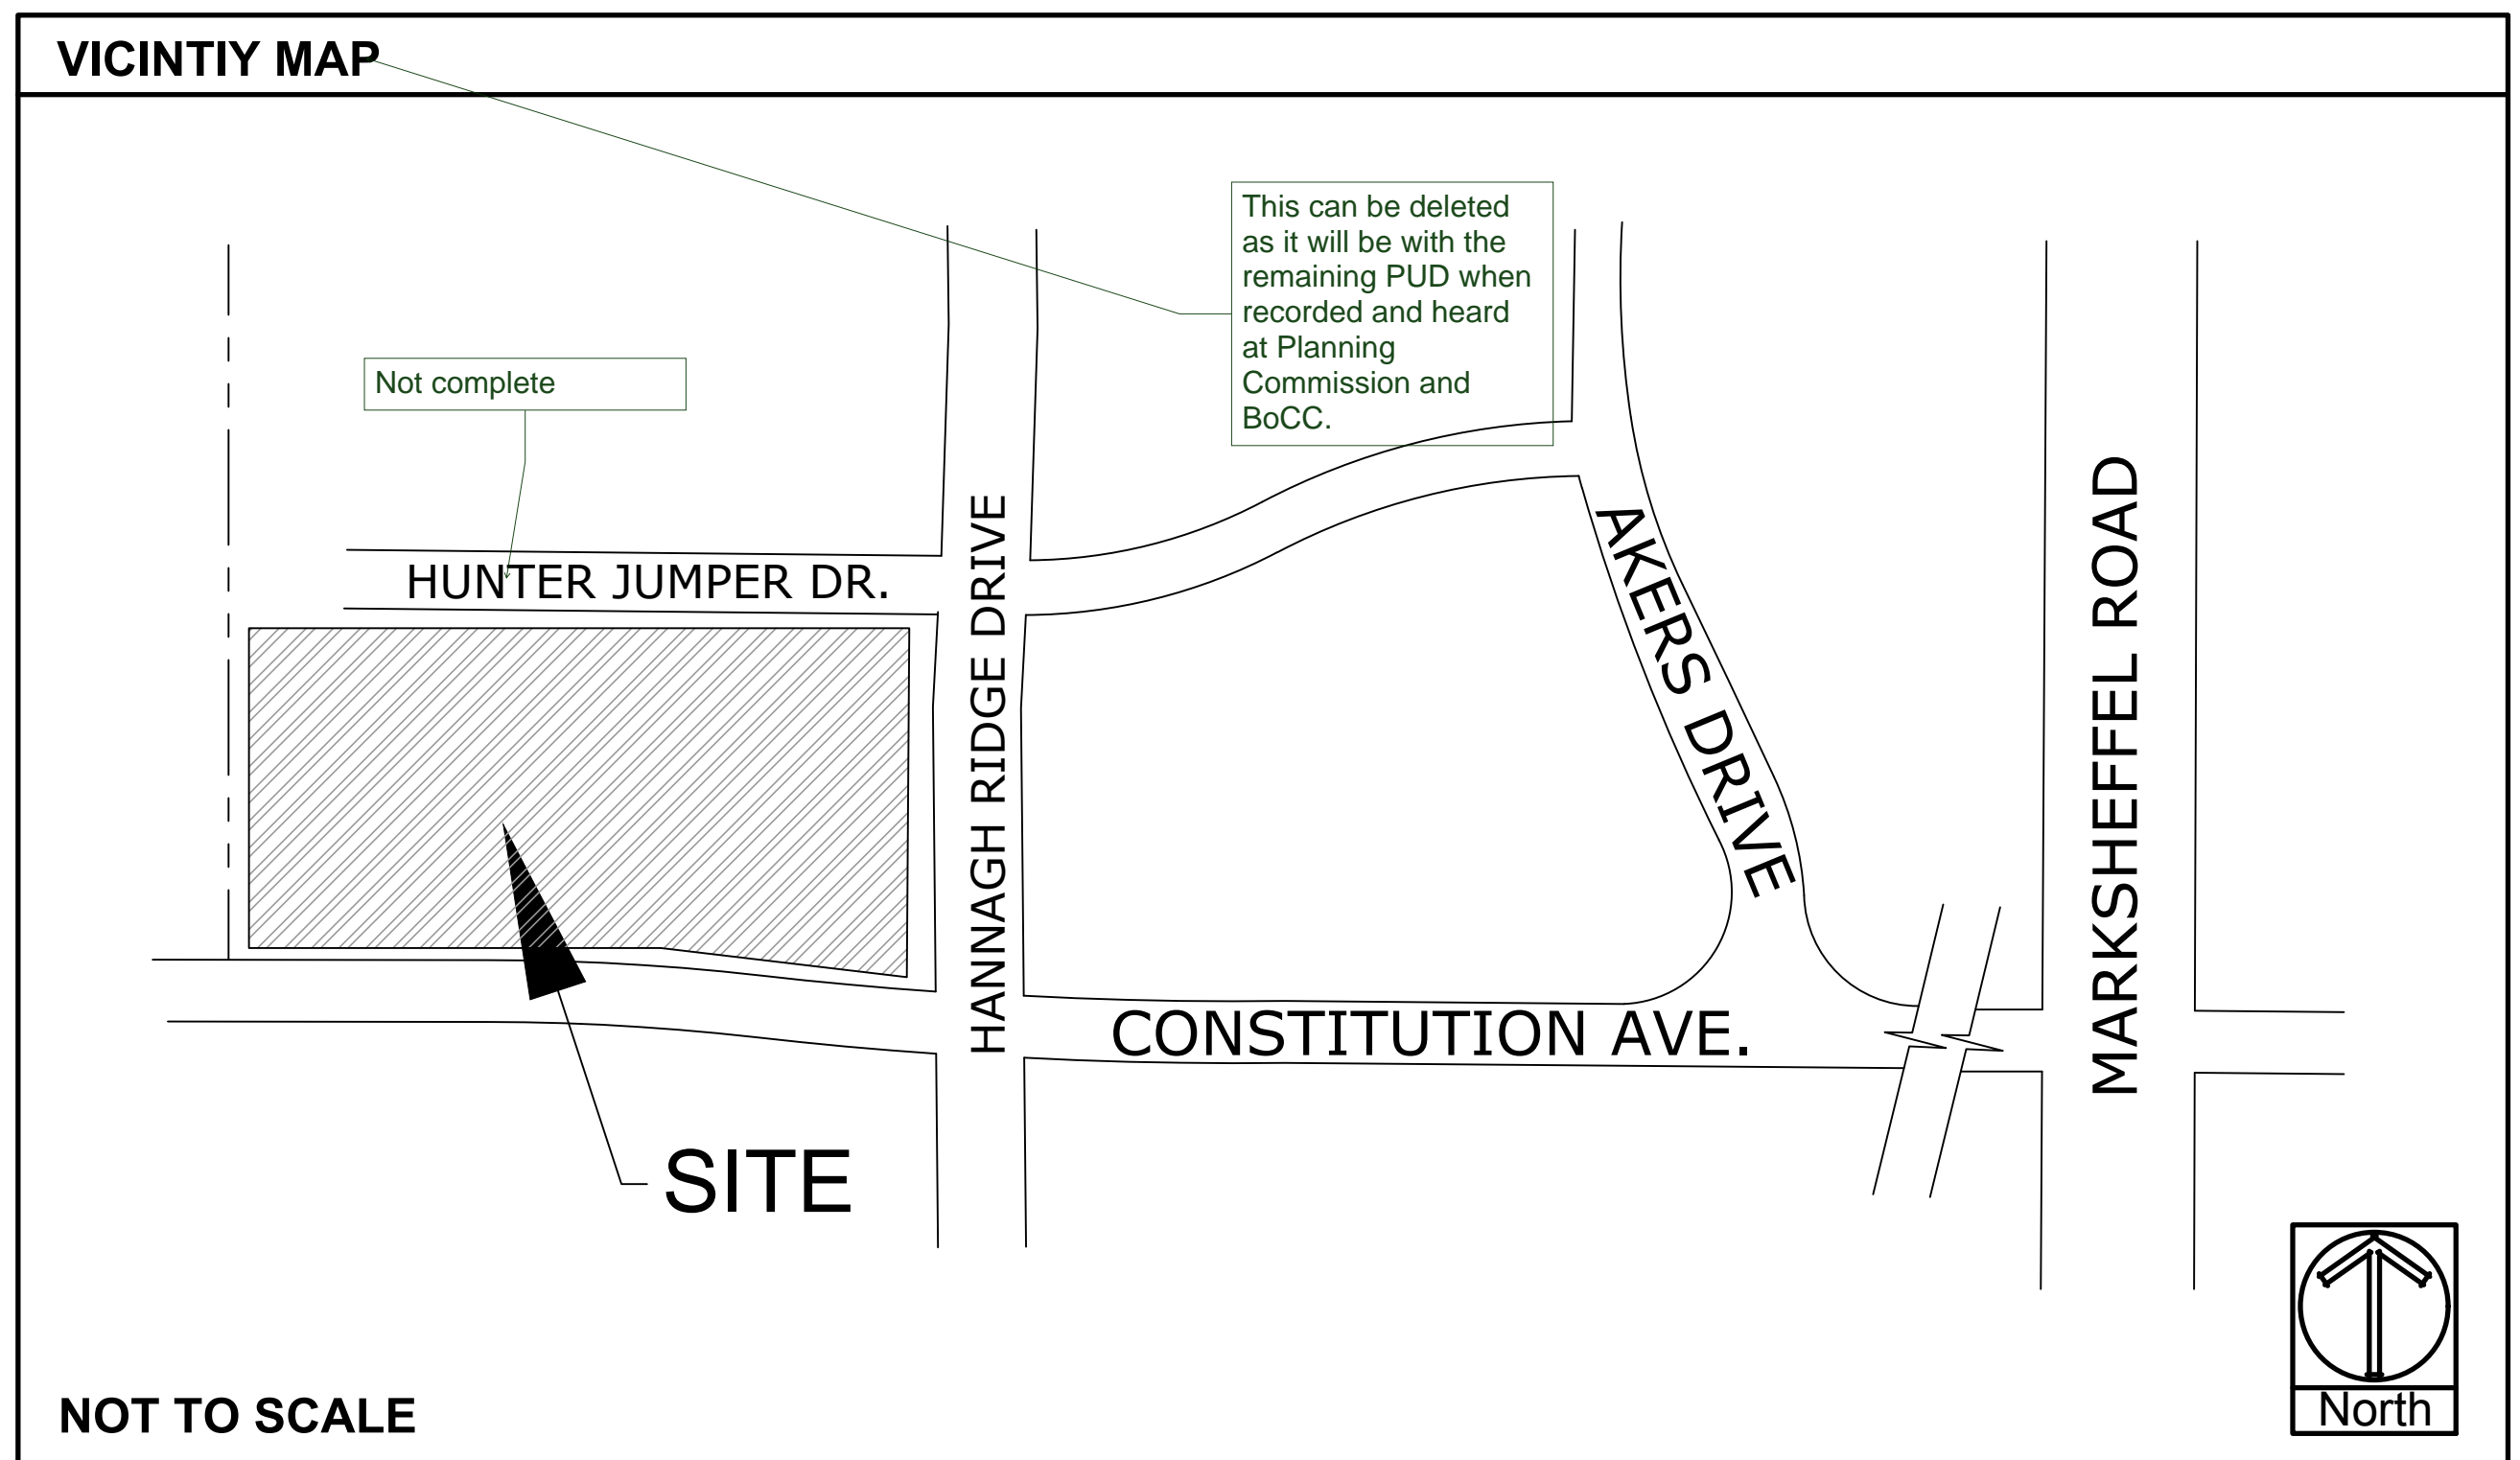 VICINTIY MAP
This can be deleted
as it will be with the
remaining PUD when
recorded and heard
at Planning
Commission and
BoCC.
Not complete
HUNTER JUMPER DR.
HANNAGH RIDGE DRIVE
AKERS DRIVE
MARKSHEFFEL ROAD
CONSTITUTION AVE.
SITE
NOT TO SCALE
North